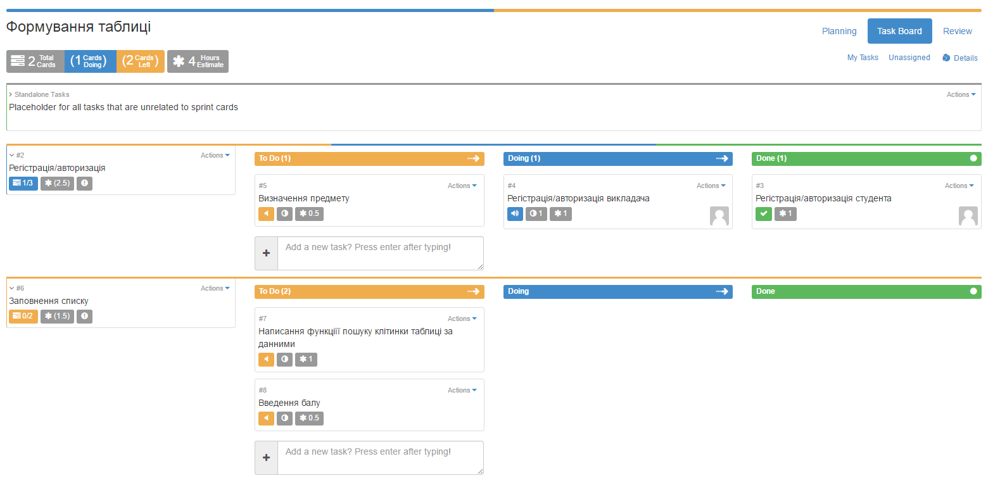 Формування таблиці
Planning
Task Board
Review
2 Total Cards
(1 Cards Doing)
(2 Cards Left)
4 Hours Estimate
My Tasks
Unassigned
Details
Standalone Tasks
Actions
Placeholder for all tasks that are unrelated to sprint cards
#2
Actions
Регістрація/авторизація
1/3
(2.5)
To Do (1)
#5
Actions
Визначення предмету
0.5
Add a new task? Press enter after typing!
Doing (1)
#4
Actions
Регістрація/авторизація викладача
1
1
Done (1)
#3
Actions
Регістрація/авторизація студента
1
#6
Actions
Заповнення списку
0/2
(1.5)
To Do (2)
#7
Actions
Написання функціїї пошуку клітинки таблиці за
данними
1
#8
Actions
Введення балу
0.5
Add a new task? Press enter after typing!
Doing
Done